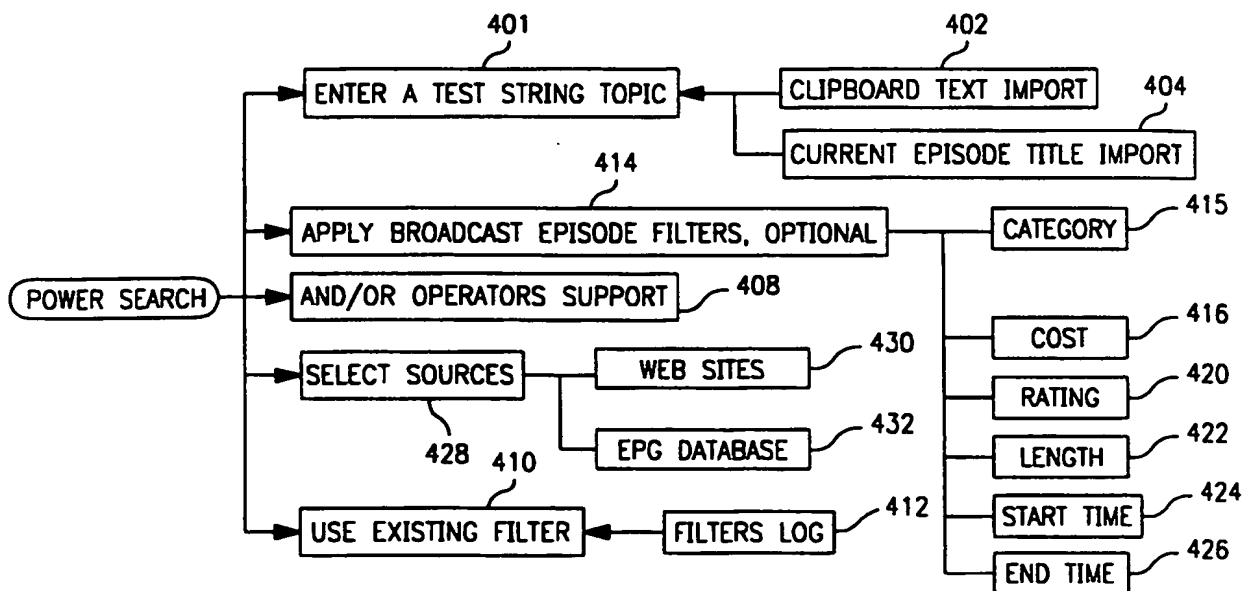 401
402
ENTER A TEST STRING TOPIC
CLIPBOARD TEXT IMPORT
404
CURRENT EPISODE TITLE IMPORT
414
415
APPLY BROADCAST EPISODE FILTERS, OPTIONAL
CATEGORY
POWER SEARCH
AND/OR OPERATORS SUPPORT
408
416
COST
430
SELECT SOURCES
WEB SITES
420
RATING
428
432
EPG DATABASE
422
LENGTH
410
424
START TIME
412
USE EXISTING FILTER
FILTERS LOG
426
END TIME